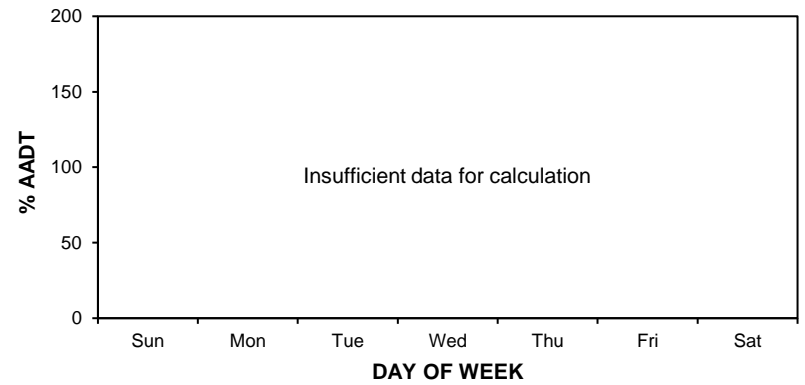 200
150
100
50
0
% AADT
Insufficient data for calculation
Sun Mon Tue Wed Thu Fri Sat
DAY OF WEEK